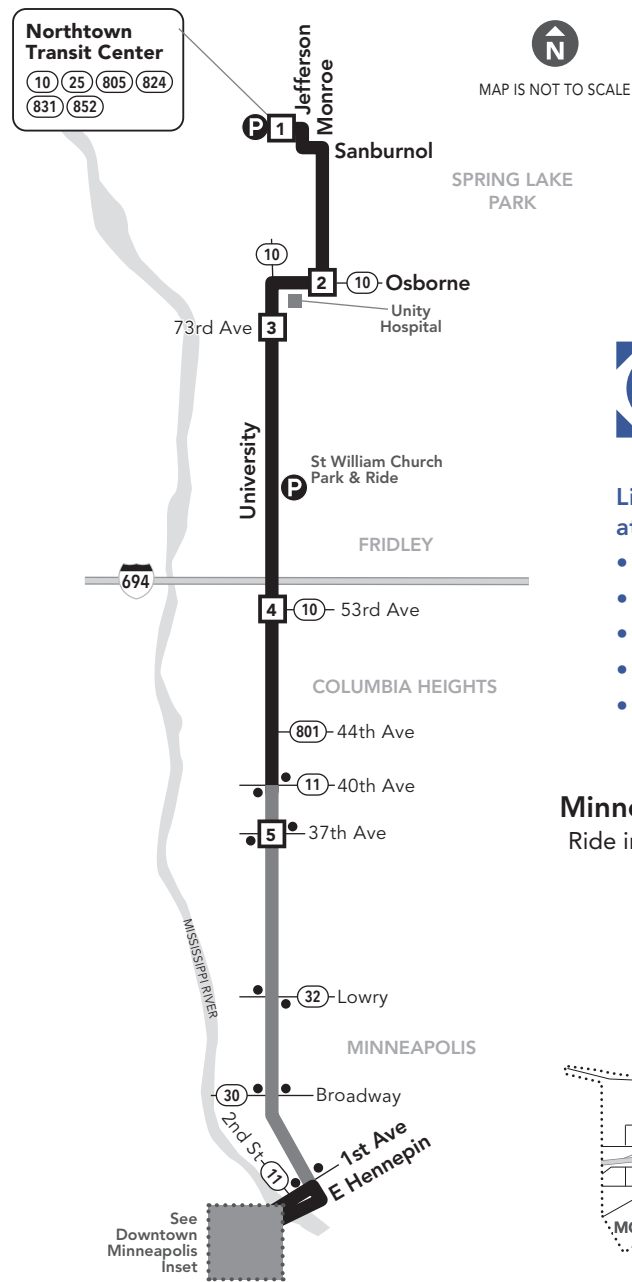 Northtown
Transit Center
10 25 805 824
831 852
Jefferson
Monroe
N
MAP IS NOT TO SCALE
P 1
Sanburnol
SPRING LAKE
PARK
10
2 10 Osborne
Unity
Hospital
73rd Ave 3
University
St William Church
Park & Ride
P
FRIDLEY
694
4 10 53rd Ave
COLUMBIA HEIGHTS
801 44th Ave
11 40th Ave
5 37th Ave
Minne
Ride in
MISSISSIPPI RIVER
32 Lowry
MINNEAPOLIS
30 Broadway
2nd St
11
1st Ave
E Hennepin
See
Downtown
Minneapolis
Inset